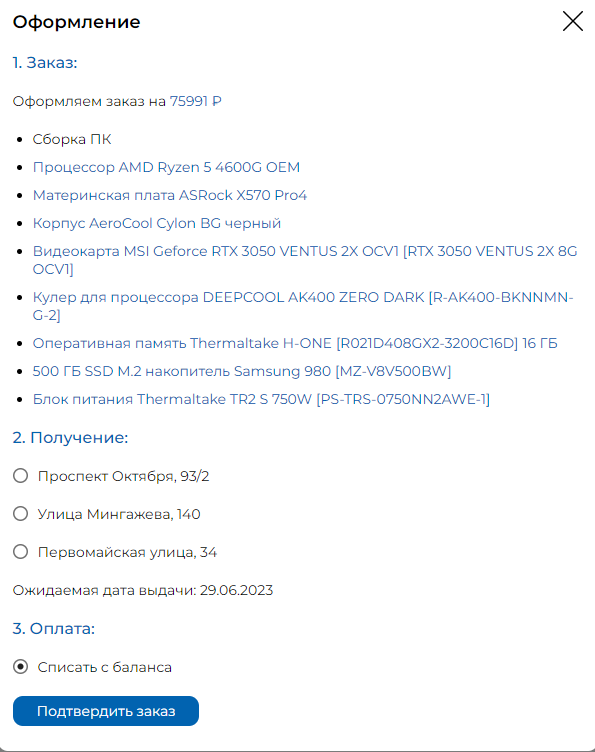 Оформление
1. Заказ:
Оформляем заказ на 75991 ₽
Сборка ПК
Процессор AMD Ryzen 5 4600G OEM
Материнская плата ASRock X570 Pro4
Корпус AeroCool Cylon BG черный
Видеокарта MSI Geforce RTX 3050 VENTUS 2X OCV1 [RTX 3050 VENTUS 2X 8G
OCV1]
Кулер для процессора DEEPCOOL AK400 ZERO DARK [R-AK400-BKNNMN-
G-2]
Оперативная память Thermaltake H-ONE [R021D408GX2-3200C16D] 16 ГБ
500 ГБ SSD M.2 накопитель Samsung 980 [MZ-V8V500BW]
Блок питания Thermaltake TR2 S 750W [PS-TRS-0750NN2AWE-1]
2. Получение:
Проспект Октября, 93/2
Улица Мингажева, 140
Первомайская улица, 34
Ожидаемая дата выдачи: 29.06.2023
3. Оплата:
Списать с баланса
Подтвердить заказ